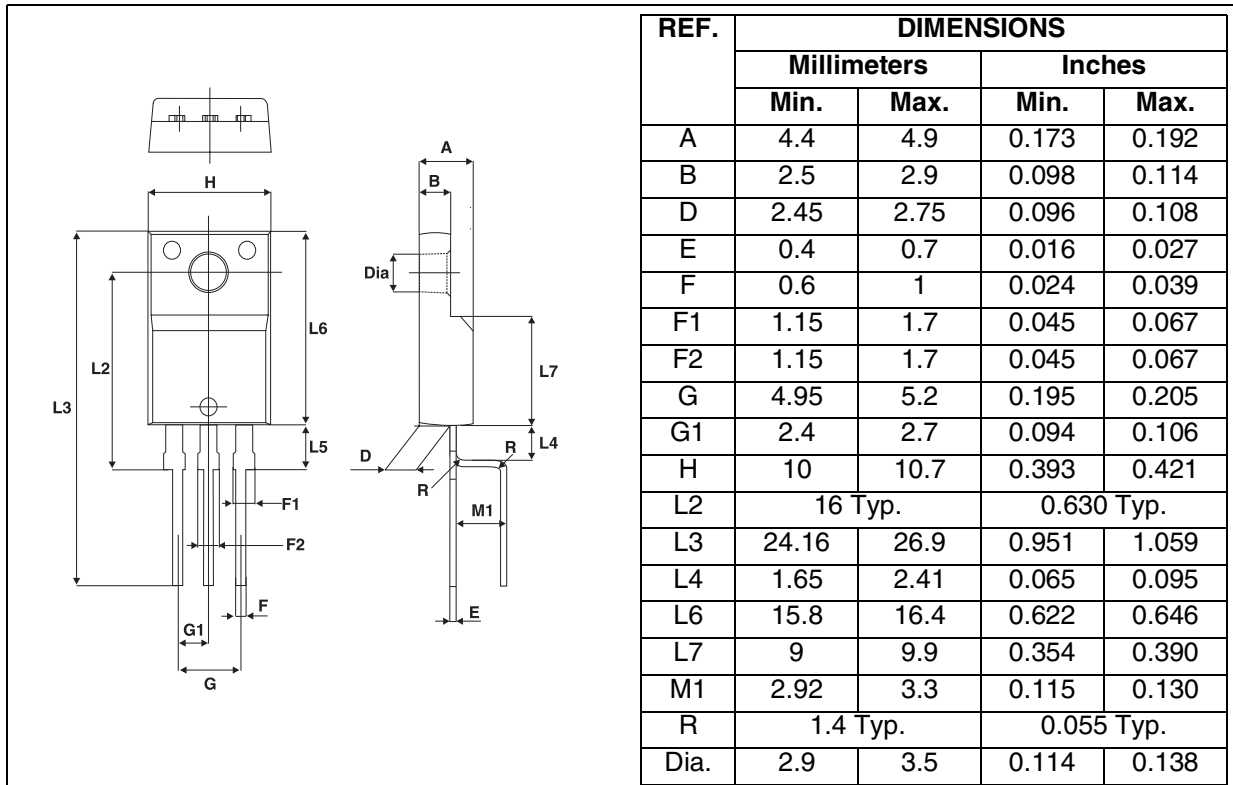 A
B
H
Dia
L6
L2
L7
L3
L5
L4
D
R
R
F1
M1
F2
F
E
G1
G
REF. DIMENSIONS
Millimeters Inches
Min. Max. Min. Max.
A 4.4 4.9 0.173 0.192
B 2.5 2.9 0.098 0.114
D 2.45 2.75 0.096 0.108
E 0.4 0.7 0.016 0.027
F 0.6 1 0.024 0.039
F1 1.15 1.7 0.045 0.067
F2 1.15 1.7 0.045 0.067
G 4.95 5.2 0.195 0.205
G1 2.4 2.7 0.094 0.106
H 10 10.7 0.393 0.421
L2 16 Typ. 0.630 Typ.
L3 24.16 26.9 0.951 1.059
L4 1.65 2.41 0.065 0.095
L6 15.8 16.4 0.622 0.646
L7 9 9.9 0.354 0.390
M1 2.92 3.3 0.115 0.130
R 1.4 Typ. 0.055 Typ.
Dia. 2.9 3.5 0.114 0.138